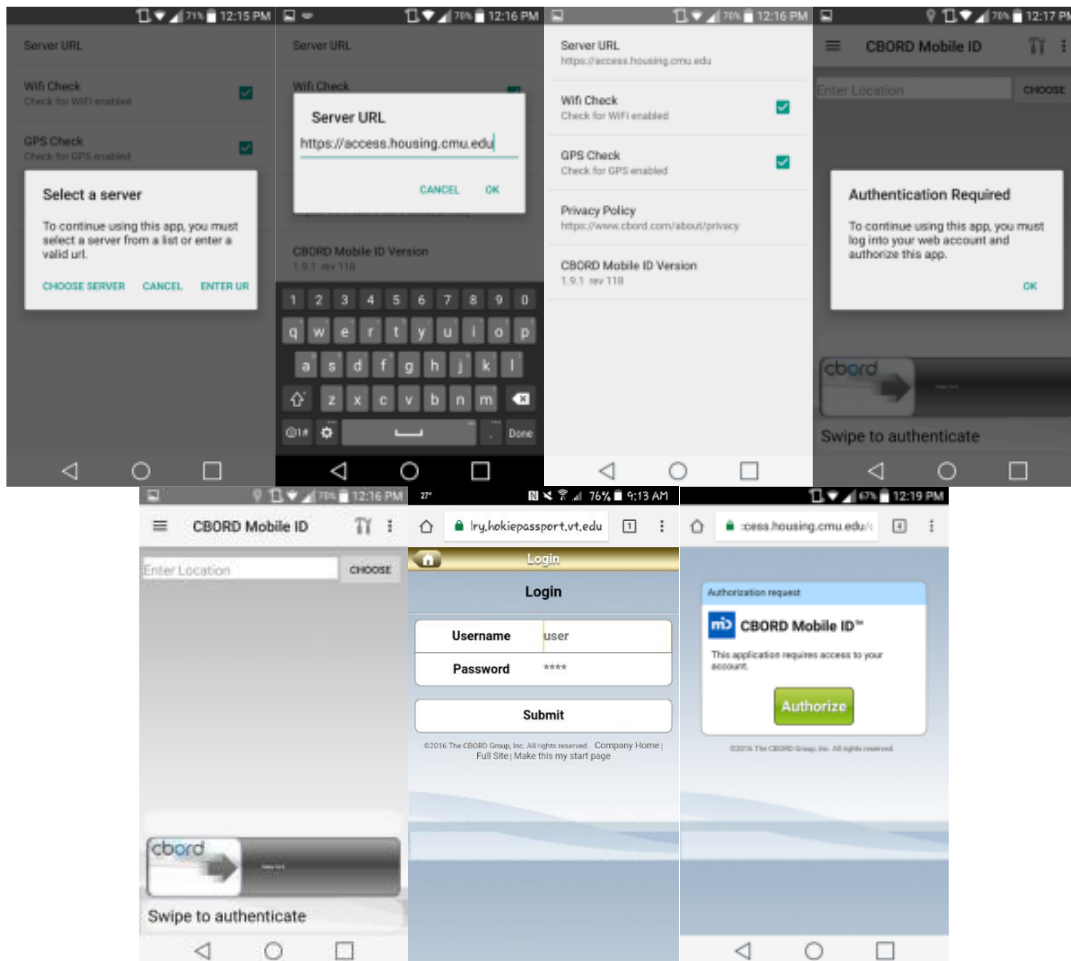 71% 12:15 PM
Server URL
Wifi Check
Check for WiFi enabled
GPS Check
Check for GPS enabled
Select a server
To continue using this app, you must
select a server from a list or enter a
valid url.
CHOOSE SERVER CANCEL ENTER UR
70% 12:16 PM
Server URL
Wifi Check
Server URL
https://access.housing.cmu.edu
CANCEL OK
CBORD Mobile ID Version
1.9.1 rev 118
1 2 3 4 5 6 7 8 9 0
q w e r t y u i o p
a s d f g h j k l
z x c v b n m
1# . Done
70% 12:16 PM
Server URL
https://access.housing.cmu.edu
Wifi Check
Check for WiFi enabled
GPS Check
Check for GPS enabled
Privacy Policy
https://www.cbord.com/about/privacy
CBORD Mobile ID Version
1.9.1 rev 118
70% 12:17 PM
CBORD Mobile ID
Enter Location CHOOSE
Authentication Required
To continue using this app, you must
log into your web account and
authorize this app.
OK
cbord
Swipe to authenticate
70% 12:16 PM
CBORD Mobile ID
Enter Location CHOOSE
cbord
Swipe to authenticate
27° 76% 9:13 AM
lry.hokiepassport.vt.edu 1
Login
Login
Username user
Password ****
Submit
©2016 The CBORD Group, Inc. All rights reserved. Company Home |
Full Site | Make this my start page
67% 12:19 PM
cess.housing.cmu.edu/c 4
Authorization request
CBORD Mobile ID™
This application requires access to your
account.
Authorize
©2016 The CBORD Group, Inc. All rights reserved.